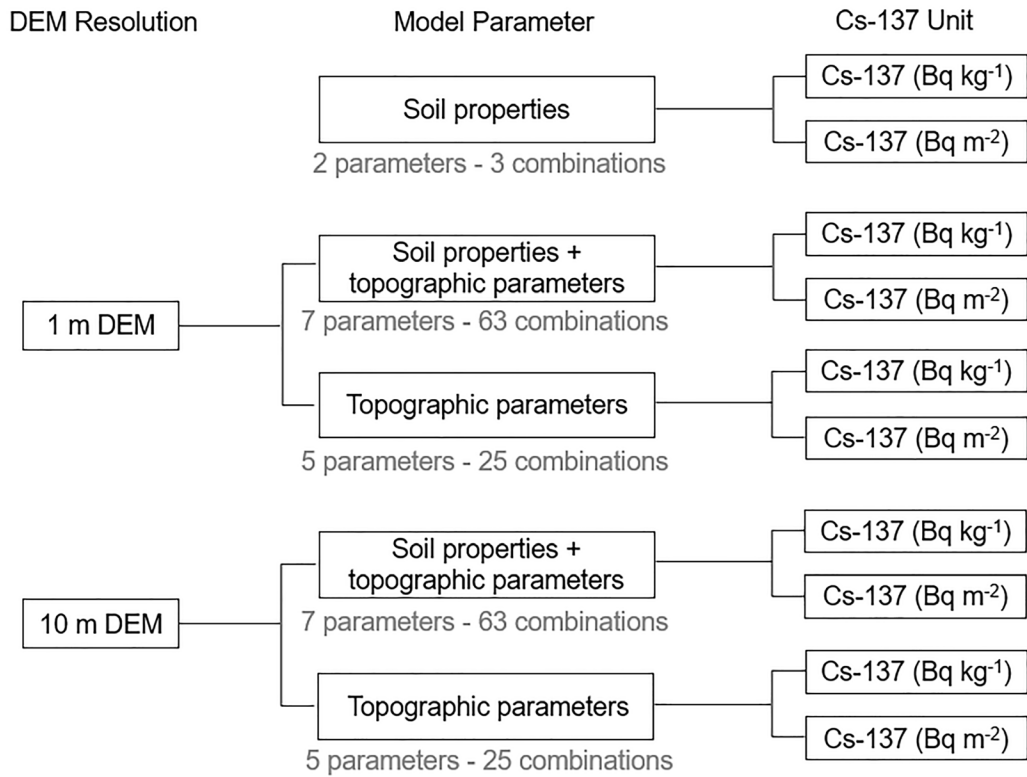 DEM Resolution
Model Parameter
Cs-137 Unit
Soil properties
2 parameters - 3 combinations
Cs-137 (Bq kg⁻¹)
Cs-137 (Bq m⁻²)
1 m DEM
Soil properties +
topographic parameters
7 parameters - 63 combinations
Cs-137 (Bq kg⁻¹)
Cs-137 (Bq m⁻²)
Topographic parameters
5 parameters - 25 combinations
Cs-137 (Bq kg⁻¹)
Cs-137 (Bq m⁻²)
10 m DEM
Soil properties +
topographic parameters
7 parameters - 63 combinations
Cs-137 (Bq kg⁻¹)
Cs-137 (Bq m⁻²)
Topographic parameters
5 parameters - 25 combinations
Cs-137 (Bq kg⁻¹)
Cs-137 (Bq m⁻²)